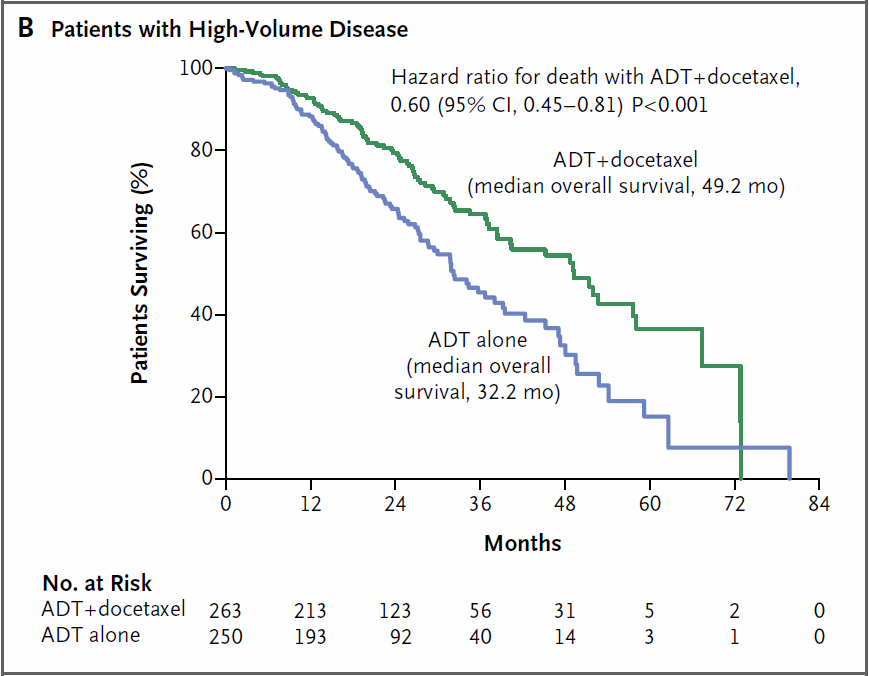 B Patients with High-Volume Disease
Hazard ratio for death with ADT+docetaxel,
0.60 (95% CI, 0.45–0.81) P<0.001
ADT+docetaxel
(median overall survival, 49.2 mo)
ADT alone
(median overall
survival, 32.2 mo)
Patients Surviving (%)
100
80
60
40
20
0
0 12 24 36 48 60 72 84
Months
No. at Risk
ADT+docetaxel 263 213 123 56 31 5 2 0
ADT alone 250 193 92 40 14 3 1 0